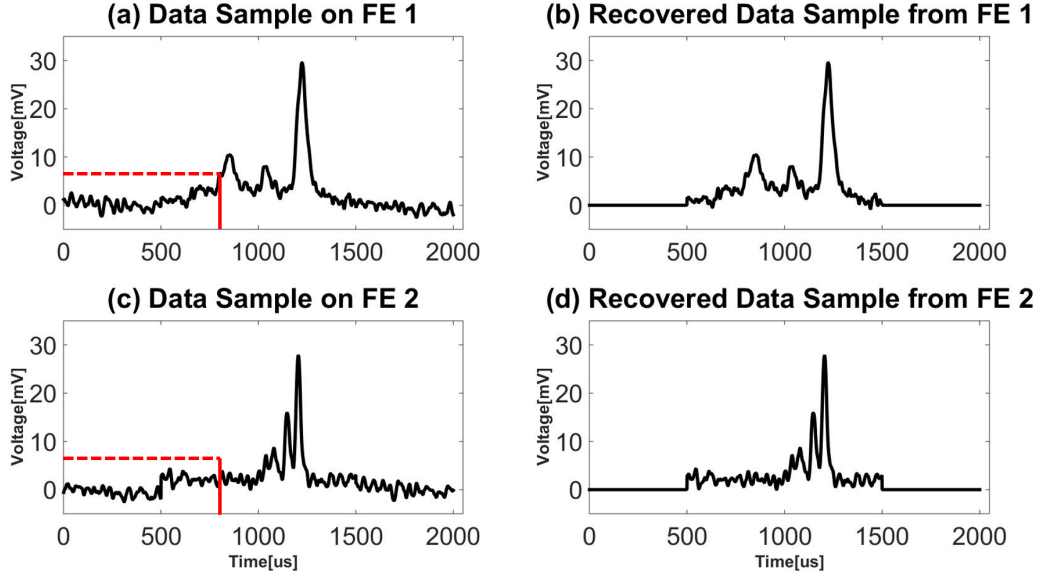 (a) Data Sample on FE 1
Voltage[mV]
30
20
10
0
0 500 1000 1500 2000
(b) Recovered Data Sample from FE 1
Voltage[mV]
30
20
10
0
0 500 1000 1500 2000
(c) Data Sample on FE 2
Voltage[mV]
30
20
10
0
0 500 1000 1500 2000
Time[us]
(d) Recovered Data Sample from FE 2
Voltage[mV]
30
20
10
0
0 500 1000 1500 2000
Time[us]